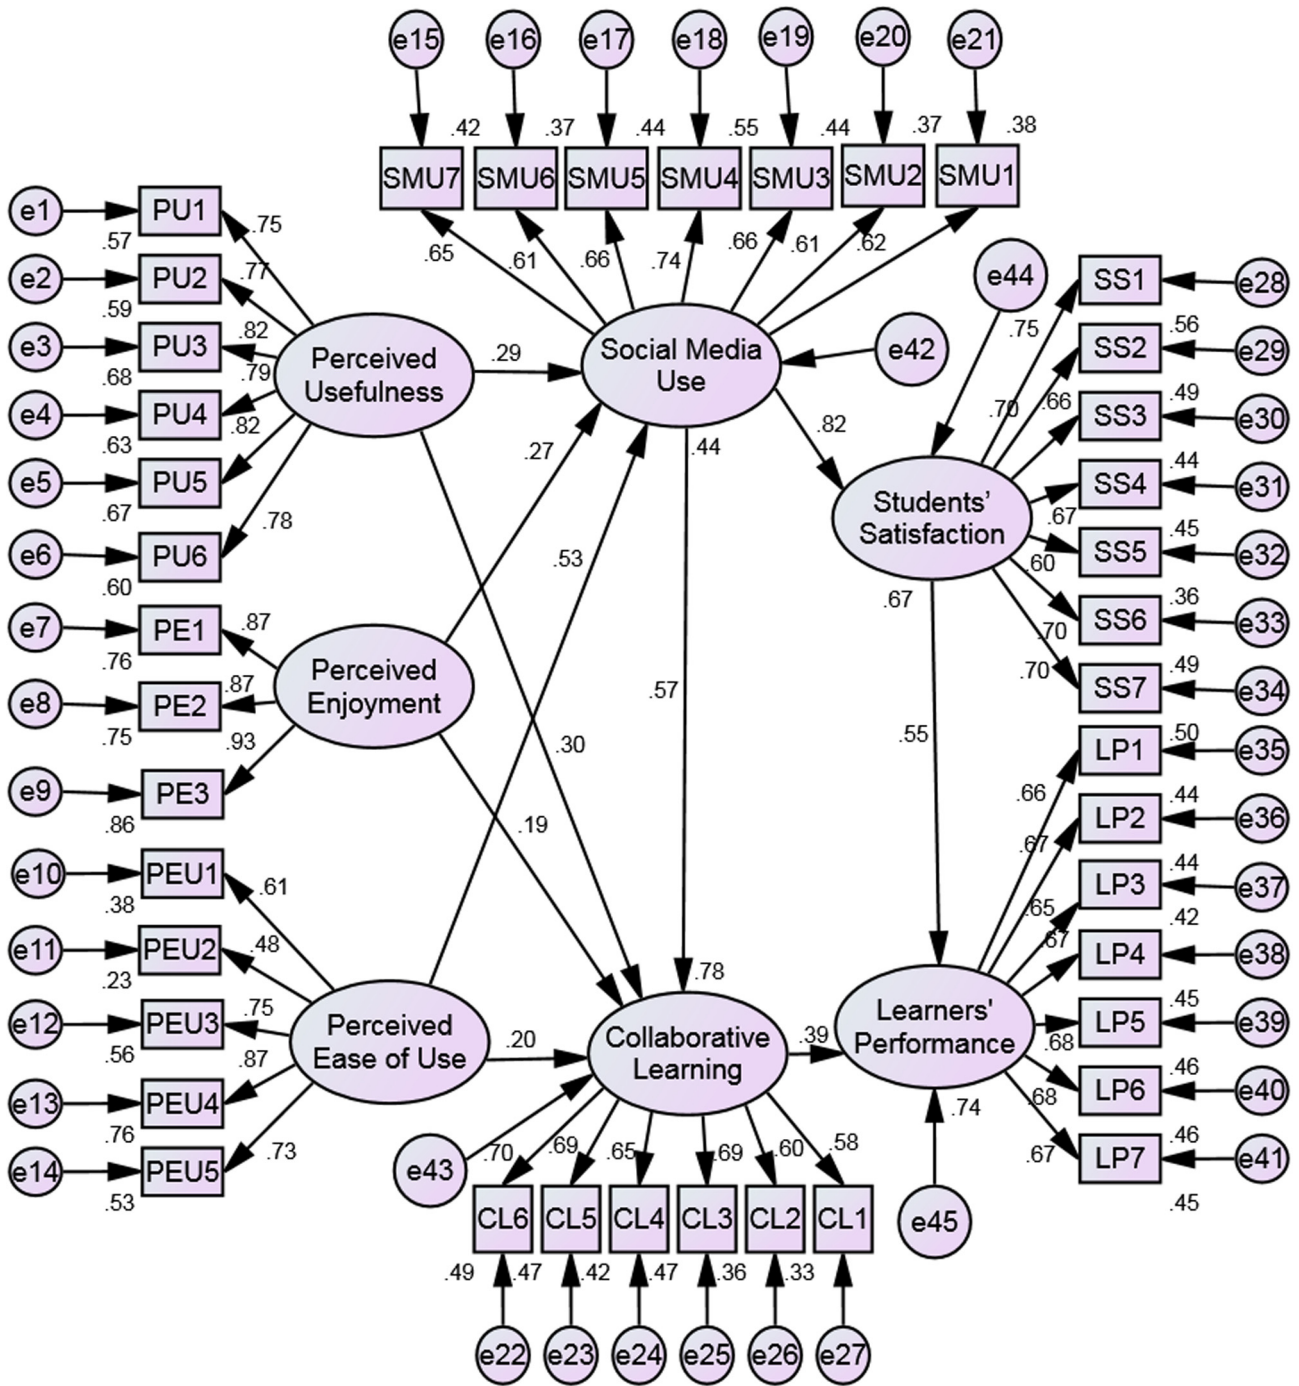 e15 e16 e17 e18 e19 e20 e21
.42 .37 .44 .55 .44 .37 .38
SMU7 SMU6 SMU5 SMU4 SMU3 SMU2 SMU1
.65 .61 .66 .74 .66 .61 .62
e1 PU1 .75
.57
e2 PU2 .77
.59
e3 PU3 .82
.68
e4 PU4 .79
.63
e5 PU5 .82
.67
e6 PU6 .78
.60
Perceived
Usefulness
.29
Social Media
Use
e42
.44
.82
e44
.27
.53
.57
.30
.19
e7 PE1 .87
.76
e8 PE2 .87
.75
e9 PE3 .93
.86
Perceived
Enjoyment
e10 PEU1 .61
.38
e11 PEU2 .48
.23
e12 PEU3 .75
.56
e13 PEU4 .87
.76
e14 PEU5 .73
.53
Perceived
Ease of Use
.20
.78
Collaborative
Learning
.39
e43
.70 .69 .65 .69 .60 .58
CL6 CL5 CL4 CL3 CL2 CL1
.49 .47 .42 .47 .36 .33
e22 e23 e24 e25 e26 e27
Students’
Satisfaction
.67
.55
.75 SS1 e28
.56
.70 SS2 e29
.49
.66 SS3 e30
.44
.67 SS4 e31
.45
.60 SS5 e32
.36
.70 SS6 e33
.49
.70 SS7 e34
.50
Learners'
Performance
.74
e45
.66 LP1 e35
.44
.67 LP2 e36
.44
.65 LP3 e37
.42
.67 LP4 e38
.45
.68 LP5 e39
.46
.68 LP6 e40
.46
.67 LP7 e41
.45